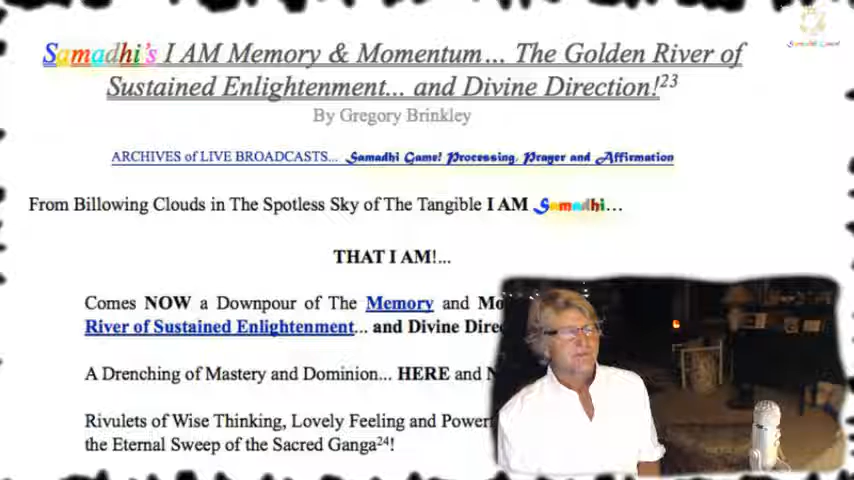 Samadhi's I AM Memory & Momentum... The Golden River of
Sustained Enlightenment... and Divine Direction!23
By Gregory Brinkley
ARCHIVES of LIVE BROADCASTS... Samadhi Game! Processing, Prayer and Affirmation
From Billowing Clouds in The Spotless Sky of The Tangible I AM Samadhi...
THAT I AM!...
Comes NOW a Downpour of The Memory and
River of Sustained Enlightenment... and Divine
A Drenching of Mastery and Dominion... HERE and
Rivulets of Wise Thinking, Lovely Feeling and
the Eternal Sweep of the Sacred Ganga24!